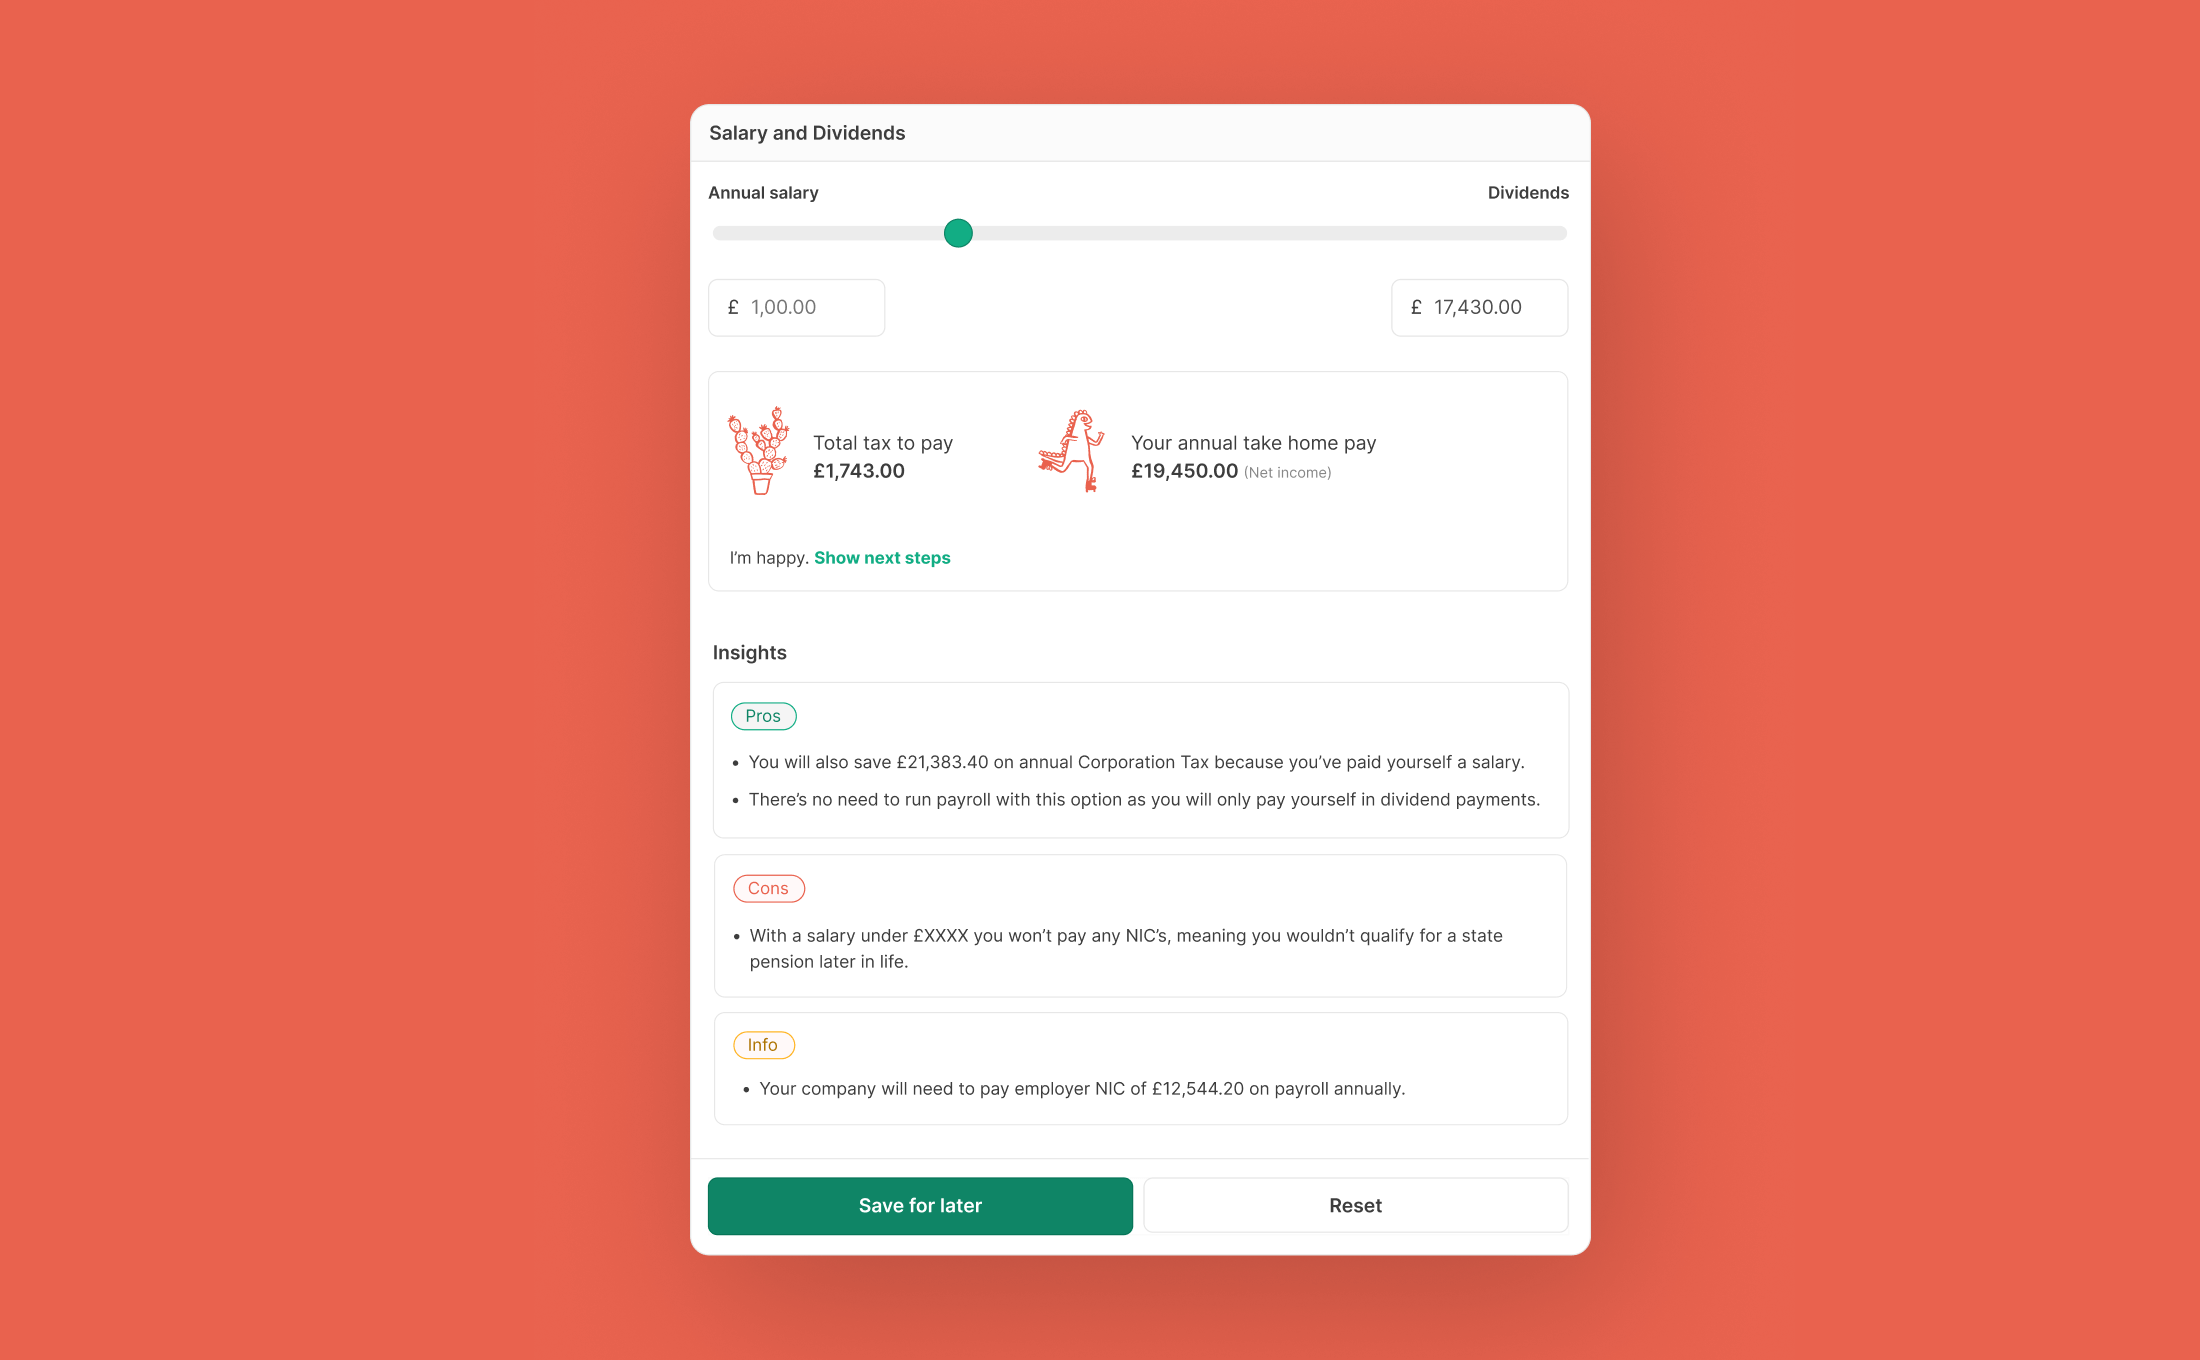 Salary and Dividends
Annual salary
Dividends
£ 1,00.00
£ 17,430.00
Total tax to pay
£1,743.00
Your annual take home pay
£19,450.00 (Net income)
I’m happy. Show next steps
Insights
Pros
• You will also save £21,383.40 on annual Corporation Tax because you’ve paid yourself a salary.
• There’s no need to run payroll with this option as you will only pay yourself in dividend payments.
Cons
• With a salary under £XXXX you won’t pay any NIC’s, meaning you wouldn’t qualify for a state
pension later in life.
Info
• Your company will need to pay employer NIC of £12,544.20 on payroll annually.
Save for later
Reset